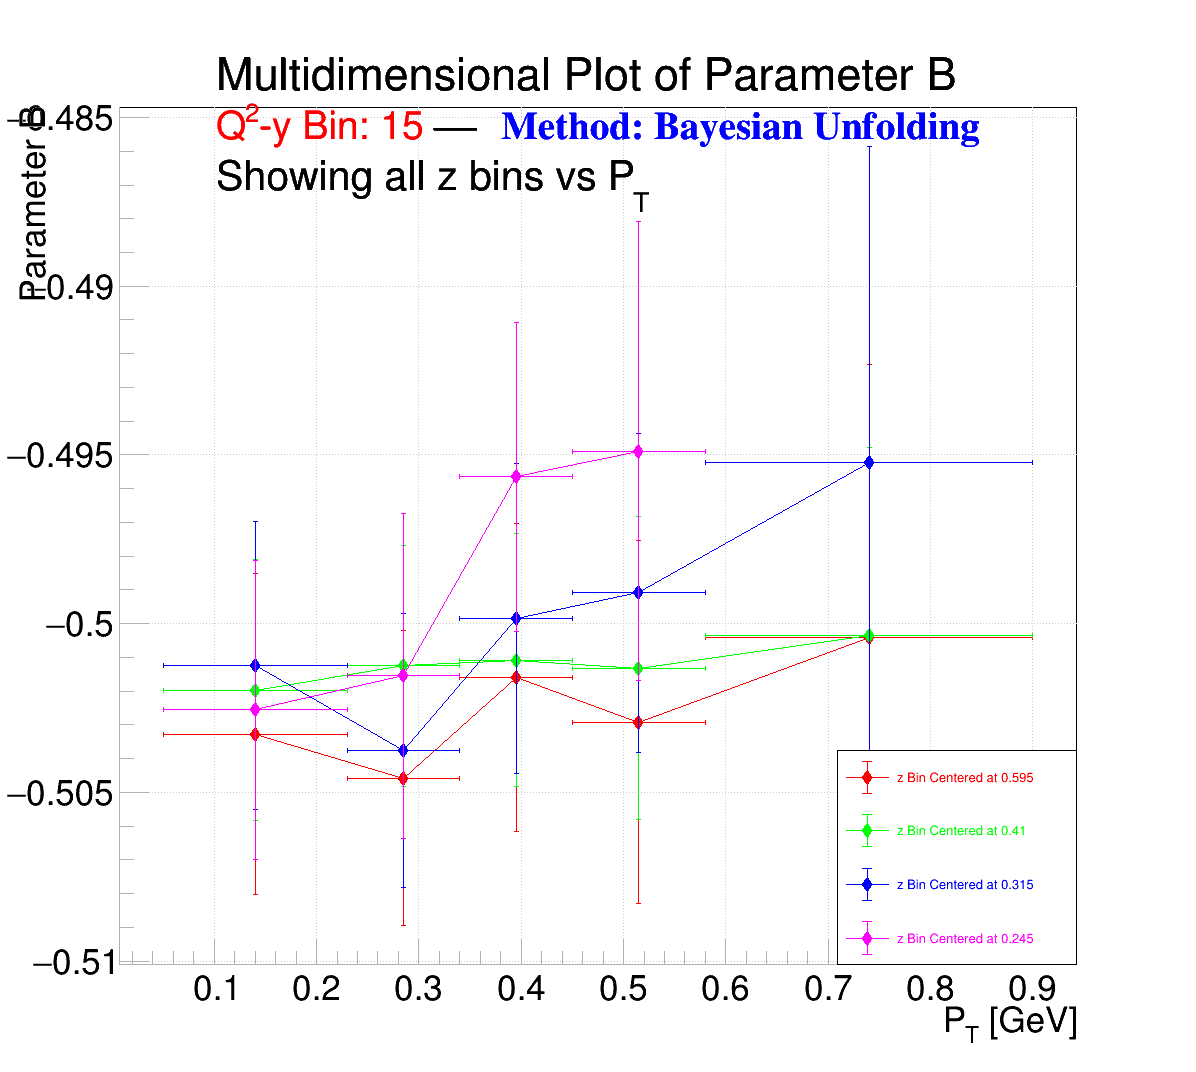 Multidimensional Plot of Parameter B
Q²-y Bin: 15 — Method: Bayesian Unfolding
Showing all z bins vs P_T
Parameter B
−0.485
−0.49
−0.495
−0.5
−0.505
−0.51
z Bin Centered at 0.595
z Bin Centered at 0.41
z Bin Centered at 0.315
z Bin Centered at 0.245
0.1 0.2 0.3 0.4 0.5 0.6 0.7 0.8 0.9
P_T [GeV]